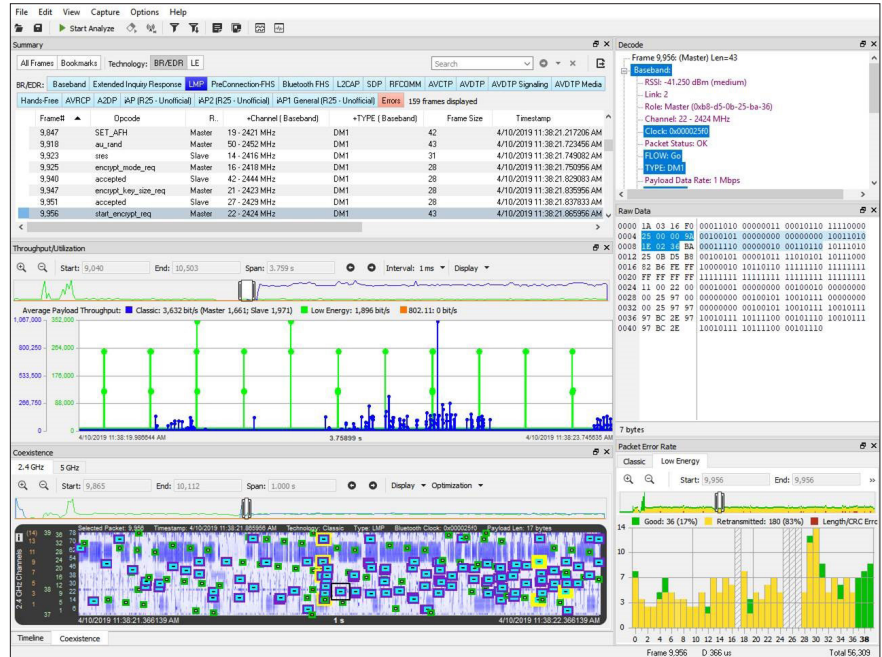 File View Capture Options Help
Start Analyze
Summary
All Frames Bookmarks Technology: BR/EDR LE Search
BR/EDR: Baseband Extended Inquiry Response LMP PreConnection-FHS Bluetooth FHS L2CAP SDP RFCOMM AVCTP AVDTP AVDTP Signaling AVDTP Media
Hands-Free AVRCP A2DP iAP (R25 - Unofficial) iAP2 (R25 - Unofficial) iAP1 General (R25 - Unofficial) Errors 159 frames displayed
Frame# Opcode R.. +Channel ( Baseband) +TYPE ( Baseband) Frame Size Timestamp
9,847 SET_AFH Master 19 - 2421 MHz DM1 42 4/10/2019 11:38:21.217206 AM
9,918 au_rand Master 50 - 2452 MHz DM1 43 4/10/2019 11:38:21.723456 AM
9,923 sres Slave 14 - 2416 MHz DM1 31 4/10/2019 11:38:21.749082 AM
9,925 encrypt_mode_req Master 16 - 2418 MHz DM1 28 4/10/2019 11:38:21.750956 AM
9,940 accepted Slave 42 - 2444 MHz DM1 28 4/10/2019 11:38:21.829083 AM
9,947 encrypt_key_size_req Master 21 - 2423 MHz DM1 28 4/10/2019 11:38:21.835956 AM
9,951 accepted Slave 27 - 2429 MHz DM1 28 4/10/2019 11:38:21.837833 AM
9,956 start_encrypt_req Master 22 - 2424 MHz DM1 43 4/10/2019 11:38:21.865956 AM
Decode
Frame 9,956: (Master) Len=43
Baseband:
RSSI: -41.250 dBm (medium)
Link: 2
Role: Master (0xb8-d5-0b-25-ba-36)
Channel: 22 - 2424 MHz
Clock: 0x000025f0
Packet Status: OK
FLOW: Go
TYPE: DM1
Payload Data Rate: 1 Mbps
Raw Data
0000 1A 03 16 F0 00011010 00000011 00010110 11110000
0004 25 00 00 9A 00100101 00000000 00000000 10011010
0008 1E 02 36 BA 00011110 00000010 00110110 10111010
0012 25 0B D5 B8 00100101 00001011 11010101 10111000
0016 82 B6 FE FF 10000010 10110110 11111110 11111111
0020 FF FF FF FF 11111111 11111111 11111111 11111111
0024 11 00 22 00 00010001 00000000 00100010 00000000
0028 00 25 97 00 00000000 00100101 10010111 00000000
0032 00 25 97 97 00000000 00100101 10010111 10010111
0036 97 BC 2E 97 10010111 10111100 00101110 10010111
0040 97 BC 2E 10010111 10111100 00101110
7 bytes
Throughput/Utilization
Start: 9,040 End: 10,503 Span: 3.759 s Interval: 1 ms Display
Average Payload Throughput: Classic: 3,632 bit/s (Master 1,661; Slave 1,971) Low Energy: 1,896 bit/s 802.11: 0 bit/s
1,067,000 352,000
800,250 264,000
533,500 176,000
266,750 88,000
0 0
3.75899 s 4/10/2019 11:38:23.745535 AM
Coexistence
2.4 GHz 5 GHz
Start: 9,865 End: 10,112 Span: 1.000 s Display Optimization
Selected Packet: 9,956 Timestamp: 4/10/2019 11:38:21.865956 AM Technology: Classic Type: LMP Bluetooth Clock: 0x000025f0 Payload Len: 17 bytes
2.4 GHz Channels
4/10/2019 11:38:21.366139 AM 1 s 4/10/2019 11:38:22.366139 AM
Timeline Coexistence
Packet Error Rate
Classic Low Energy
Start: 9,956 End: 9,956
Good: 36 (17%) Retransmitted: 180 (83%) Length/CRC Erro
14
10
7
3
0
0 2 4 6 8 10 12 14 16 18 20 22 24 26 28 30 32 34 36 38
Frame 9,956 D 366 us Total 56,309